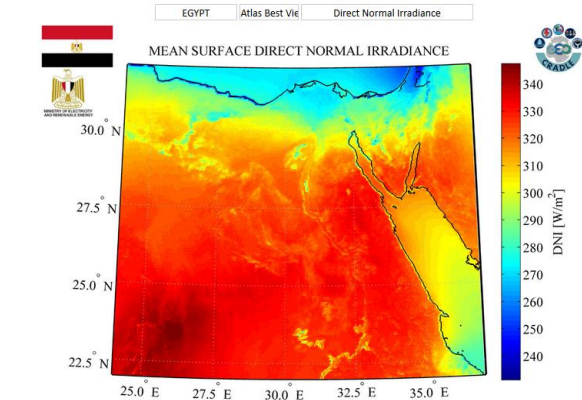 EGYPT Atlas Best Vie Direct Normal Irradiance
MEAN SURFACE DIRECT NORMAL IRRADIANCE
CRADLE
MINISTRY OF ELECTRICITY
AND RENEWABLE ENERGY
30.0 ° N
27.5 ° N
25.0 ° N
22.5 ° N
25.0 ° E
27.5 ° E
30.0 ° E
32.5 ° E
35.0 ° E
340
330
320
310
300
290
280
270
260
250
240
DNI [W/m²]